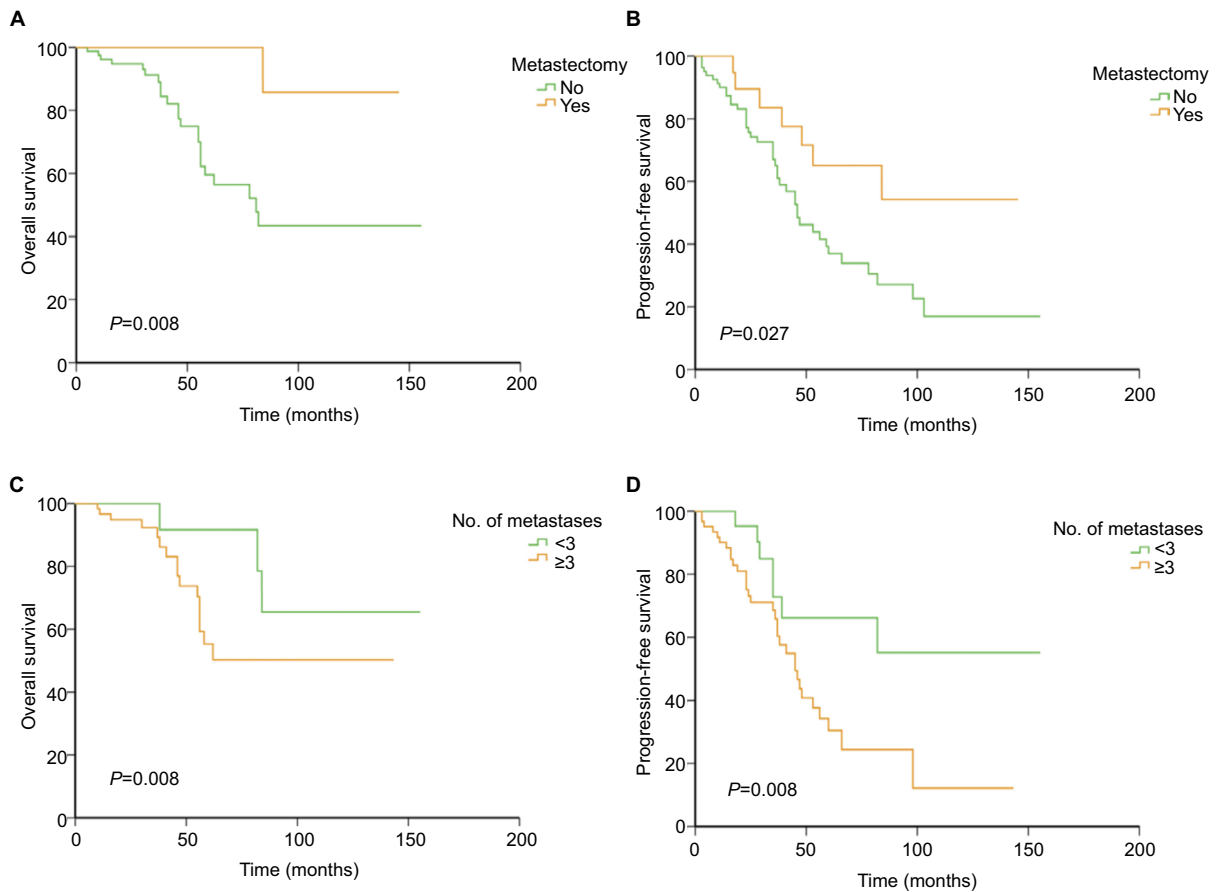 A
Overall survival
100
80
60
40
20
0
0 50 100 150 200
Time (months)
P=0.008
Metastectomy
No
Yes
B
Progression-free survival
100
80
60
40
20
0
0 50 100 150 200
Time (months)
P=0.027
Metastectomy
No
Yes
C
Overall survival
100
80
60
40
20
0
0 50 100 150 200
Time (months)
P=0.008
No. of metastases
<3
≥3
D
Progression-free survival
100
80
60
40
20
0
0 50 100 150 200
Time (months)
P=0.008
No. of metastases
<3
≥3